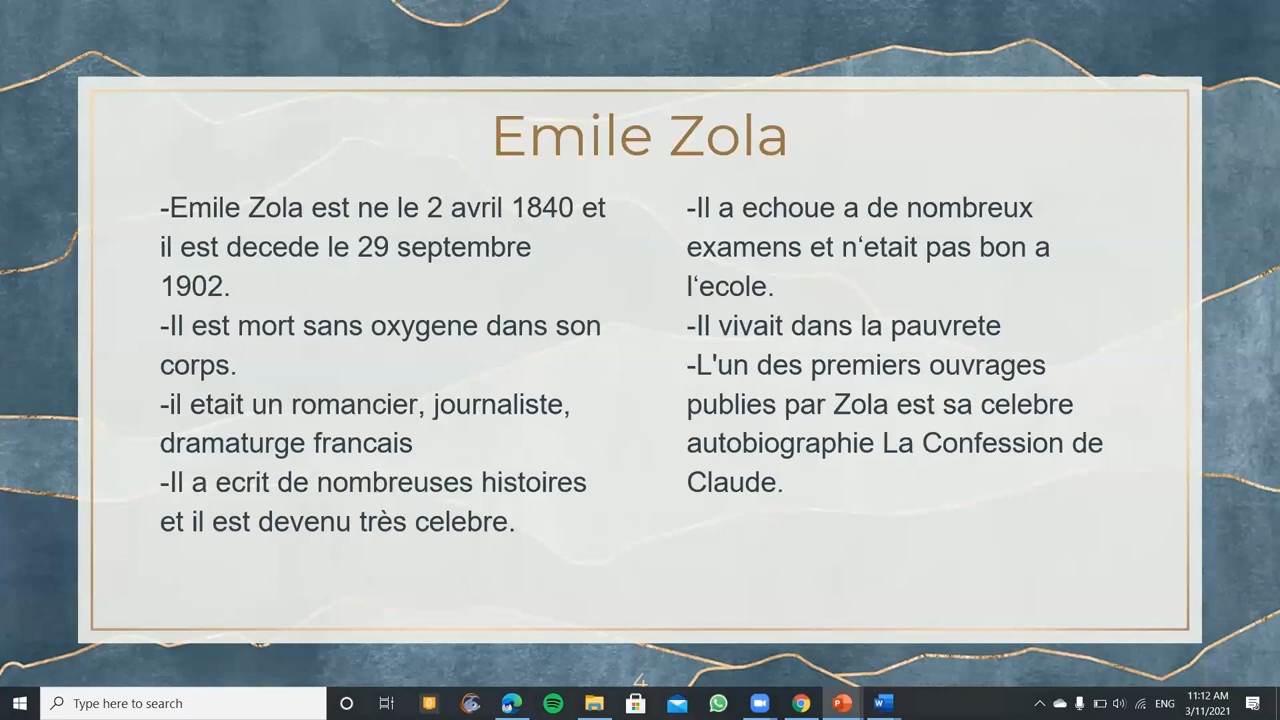 Emile Zola
-Emile Zola est ne le 2 avril 1840 et
il est decede le 29 septembre
1902.
-Il est mort sans oxygene dans son
corps.
-il etait un romancier, journaliste,
dramaturge francais
-Il a ecrit de nombreuses histoires
et il est devenu très celebre.
-Il a echoue a de nombreux
examens et n‘etait pas bon a
l‘ecole.
-Il vivait dans la pauvrete
-L'un des premiers ouvrages
publies par Zola est sa celebre
autobiographie La Confession de
Claude.
4
Type here to search
ENG
11:12 AM
3/11/2021